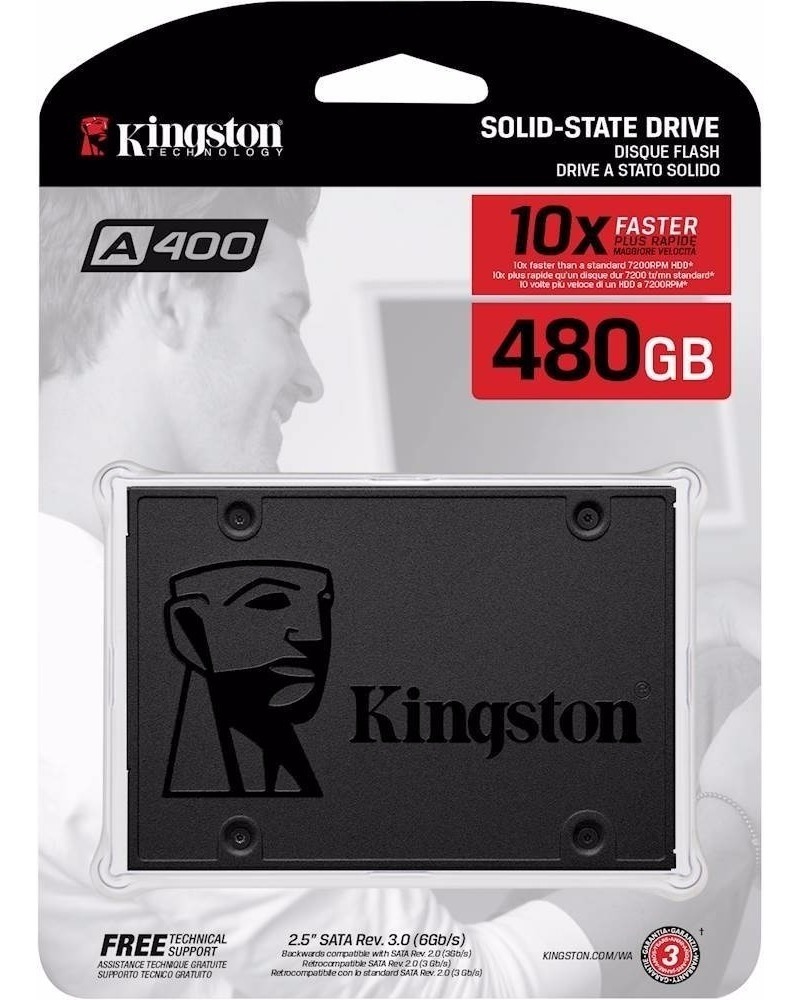 Kingston®
TECHNOLOGY
SOLID-STATE DRIVE
DISQUE FLASH
DRIVE A STATO SOLIDO
A400
10x FASTER
PLUS RAPIDE
MAGGIORE VELOCITÀ
10x faster than a standard 7200RPM HDD*
10x plus rapide qu'un disque dur 7200 tr/mn standard*
10 volte più veloce di un HDD a 7200RPM*
480GB
Kingston®
FREE TECHNICAL
SUPPORT
ASSISTANCE TECHNIQUE GRATUITE
SUPPORTO TECNICO GRATUITO
2.5" SATA Rev. 3.0 (6Gb/s)
Backwards compatible with SATA Rev. 2.0 (3Gb/s)
Rétrocompatible SATA Rev. 2.0 (3 Gb/s)
Retrocompatibile con lo standard SATA Rev. 2.0 (3 Gb/s)
KINGSTON.COM/WA
3
†